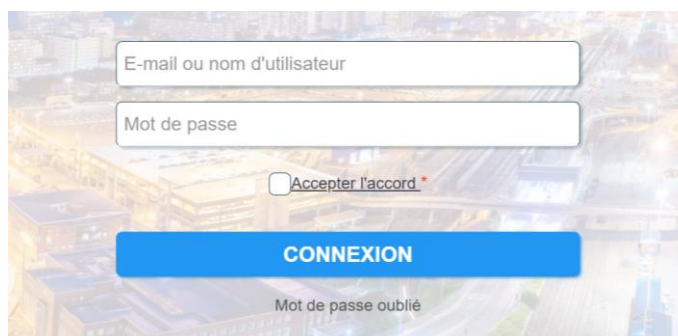 E-mail ou nom d'utilisateur
Mot de passe
Accepter l'accord *
CONNEXION
Mot de passe oublié